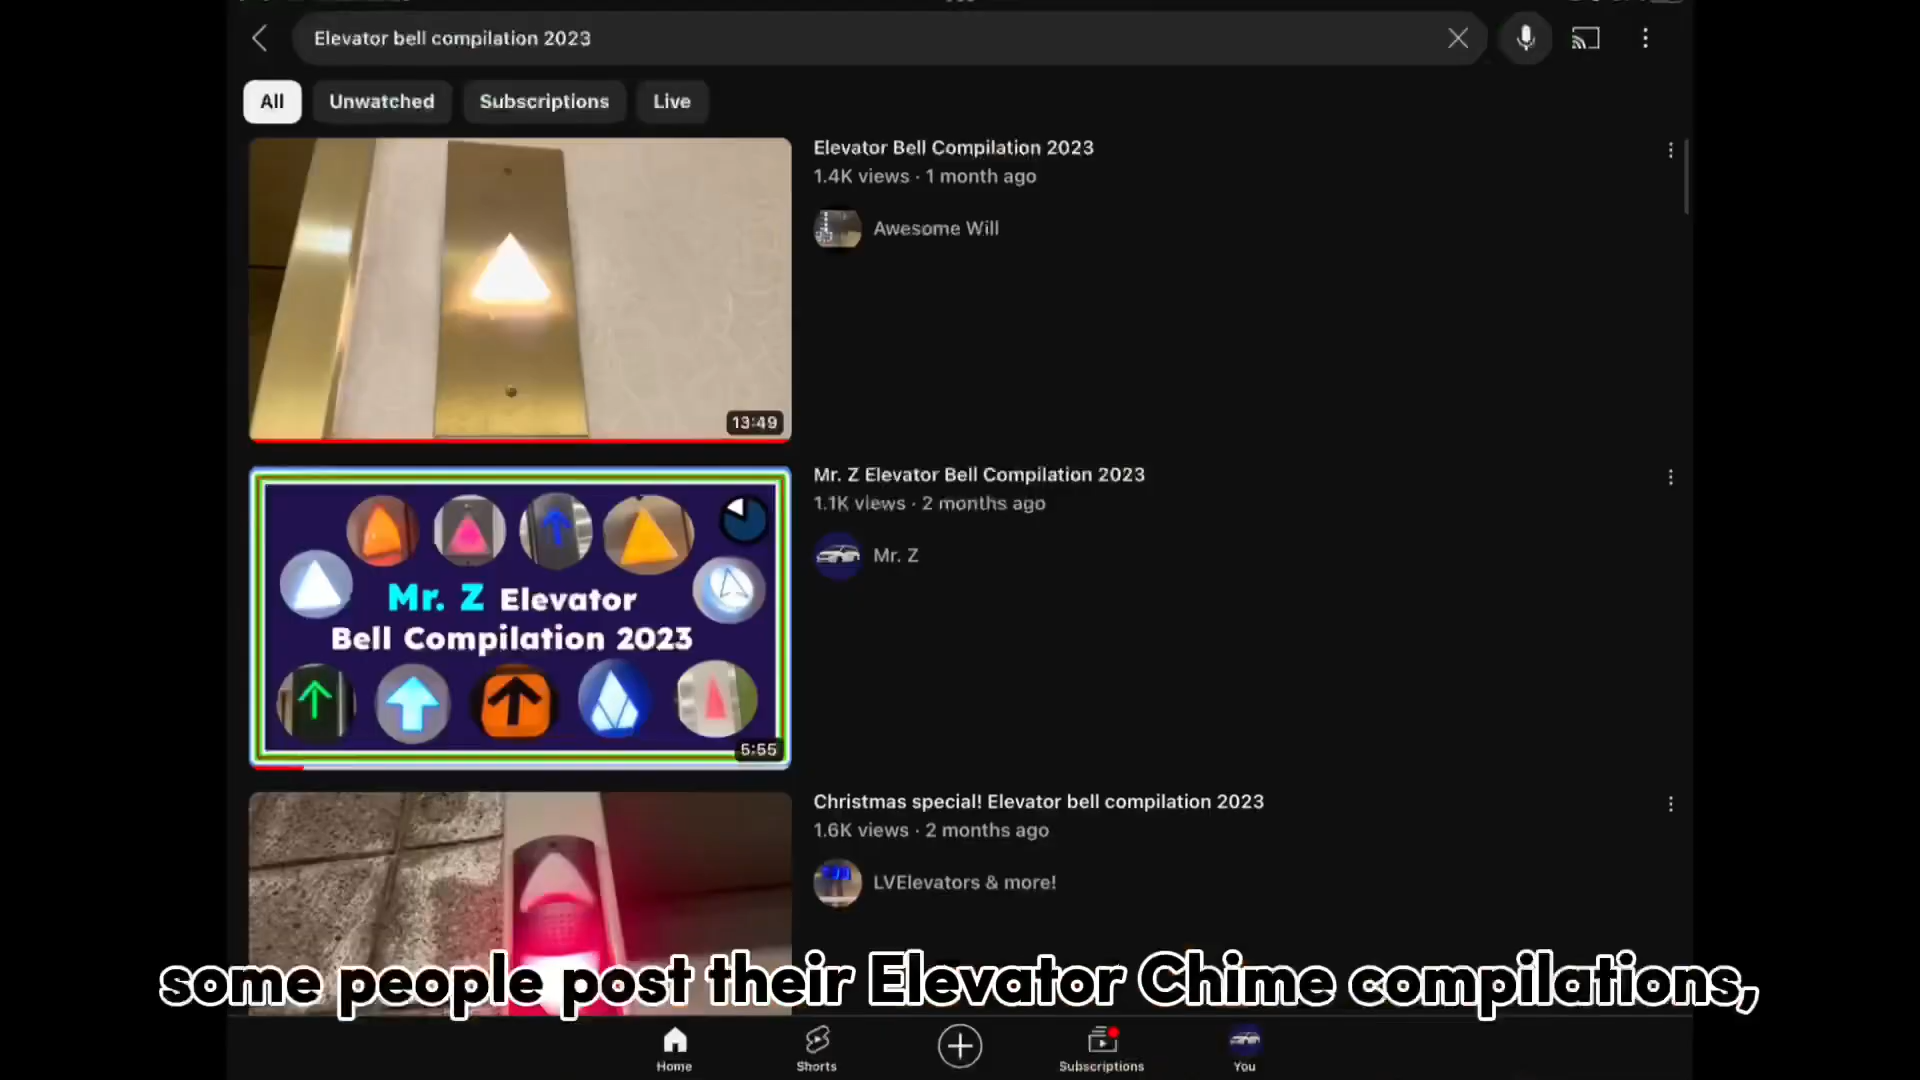 Elevator bell compilation 2023
All
Unwatched
Subscriptions
Live
13:49
Elevator Bell Compilation 2023
1.4K views · 1 month ago
Awesome Will
Mr. Z Elevator
Bell Compilation 2023
5:55
Mr. Z Elevator Bell Compilation 2023
1.1K views · 2 months ago
Mr. Z
Christmas special! Elevator bell compilation 2023
1.6K views · 2 months ago
LVElevators & more!
some people post their Elevator Chime compilations,
Home
Shorts
Subscriptions
You